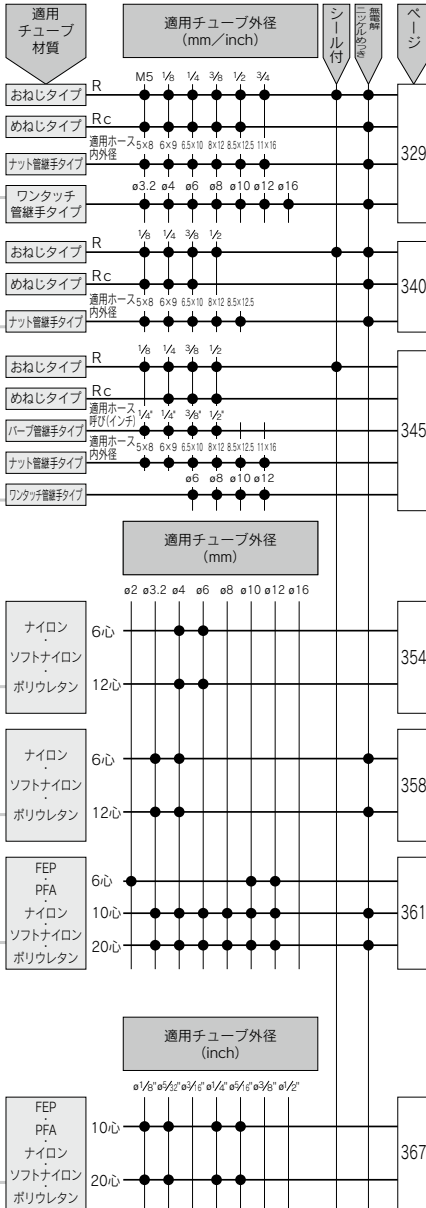 適用
チューブ
材質
適用チューブ外径
(mm/inch)
シール付
無電解
ニッケルめっき
ページ
M5 1/8 1/4 3/8 1/2 3/4
おねじタイプ R
めねじタイプ Rc
適用ホース
内外径 5×8 6×9 6.5×10 8×12 8.5×12.5 11×16
ナット管継手タイプ
329
ø3.2 ø4 ø6 ø8 ø10 ø12 ø16
ワンタッチ
管継手タイプ
1/8 1/4 3/8 1/2
おねじタイプ R
めねじタイプ Rc
340
適用ホース
内外径 5×8 6×9 6.5×10 8×12 8.5×12.5
ナット管継手タイプ
1/8 1/4 3/8 1/2
おねじタイプ R
めねじタイプ Rc
345
適用ホース
呼び(インチ) 1/4" 1/4" 3/8" 1/2"
バーブ管継手タイプ
適用ホース
内外径 5×8 6×9 6.5×10 8×12 8.5×12.5 11×16
ナット管継手タイプ
ø6 ø8 ø10 ø12
ワンタッチ管継手タイプ
適用チューブ外径
(mm)
ø2 ø3.2 ø4 ø6 ø8 ø10 ø12 ø16
ナイロン
・
ソフトナイロン
・
ポリウレタン
6心
12心
354
ナイロン
・
ソフトナイロン
・
ポリウレタン
6心
12心
358
FEP
・
PFA
・
ナイロン
・
ソフトナイロン
・
ポリウレタン
6心
10心
20心
361
適用チューブ外径
(inch)
ø1/8" ø5/32" ø3/16" ø1/4" ø5/16" ø3/8" ø1/2"
FEP
・
PFA
・
ナイロン
・
ソフトナイロン
・
ポリウレタン
10心
20心
367